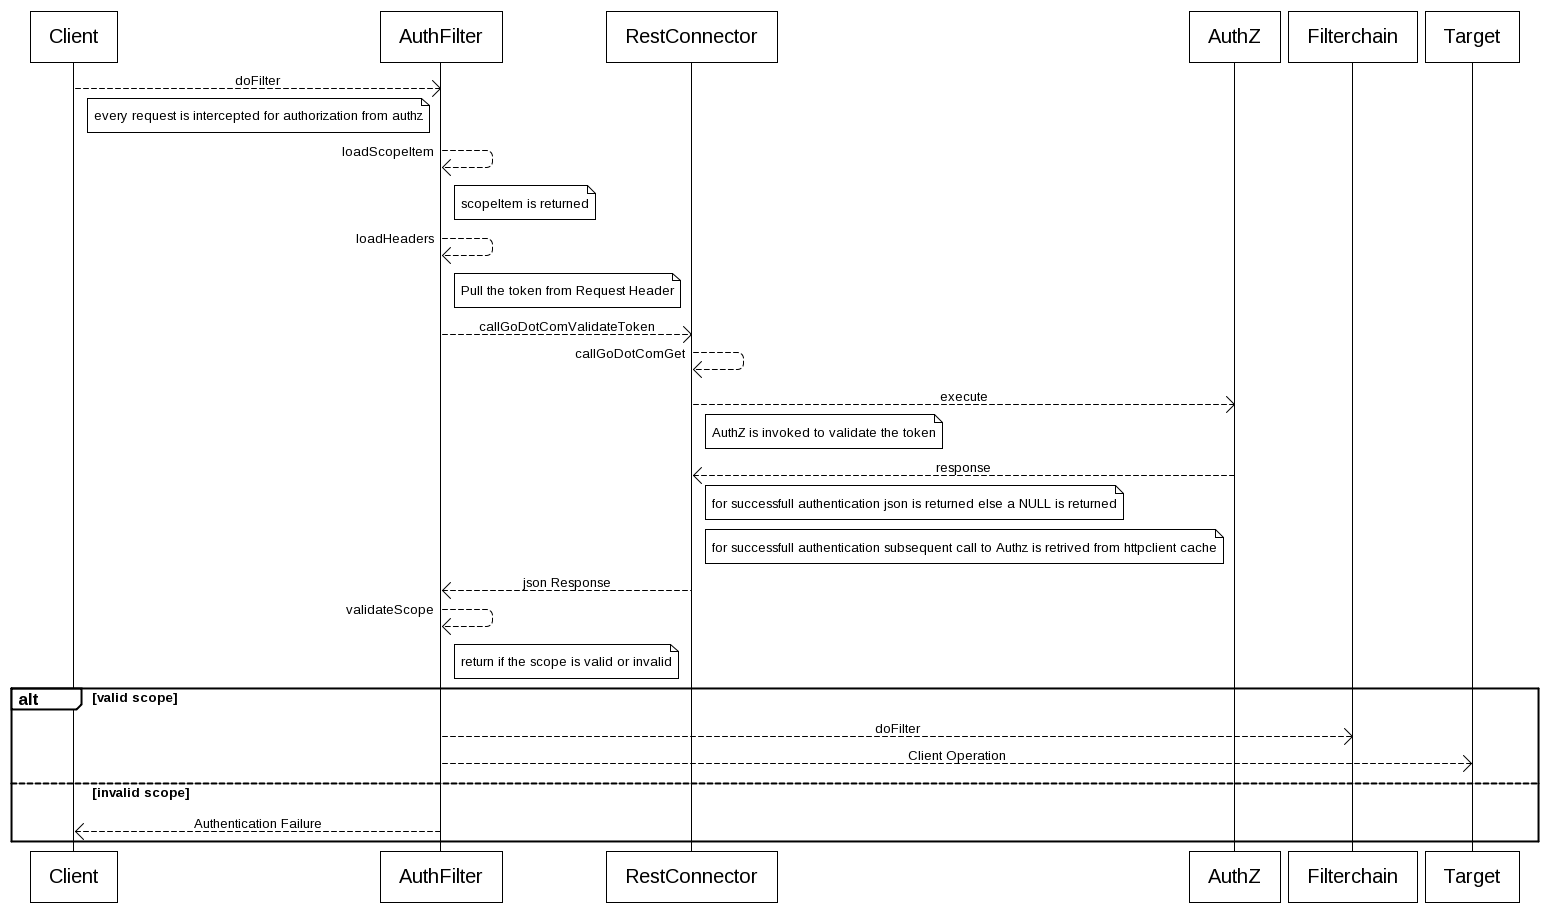 Client
AuthFilter
RestConnector
AuthZ
Filterchain
Target
doFilter
every request is intercepted for authorization from authz
loadScopeItem
scopeItem is returned
loadHeaders
Pull the token from Request Header
callGoDotComValidateToken
callGoDotComGet
execute
AuthZ is invoked to validate the token
response
for successfull authentication json is returned else a NULL is returned
for successfull authentication subsequent call to Authz is retrived from httpclient cache
json Response
validateScope
return if the scope is valid or invalid
alt
[valid scope]
doFilter
Client Operation
[invalid scope]
Authentication Failure
Client
AuthFilter
RestConnector
AuthZ
Filterchain
Target